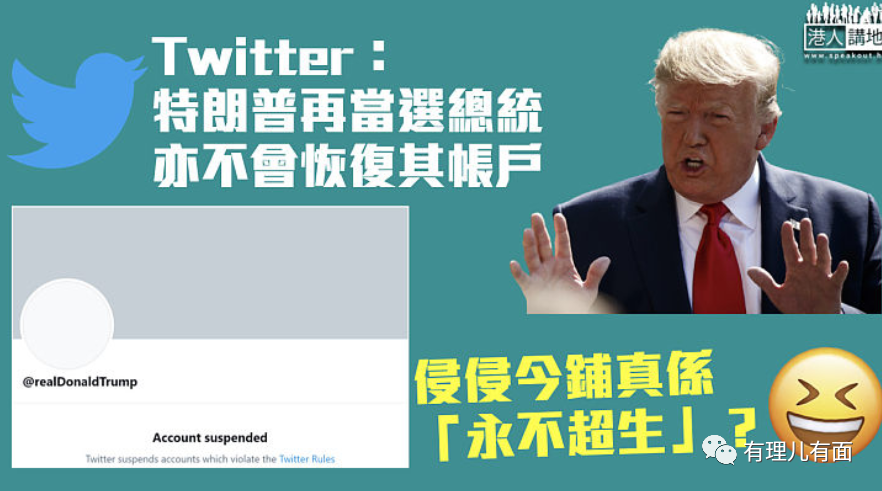 港人講地
www.speakout.h
Twitter：
特朗普再當選總統
亦不會恢復其帳戶
@realDonaldTrump
Account suspended
Twitter suspends accounts which violate the Twitter Rules
侵侵今鋪真係
「永不超生」？
有理儿有面